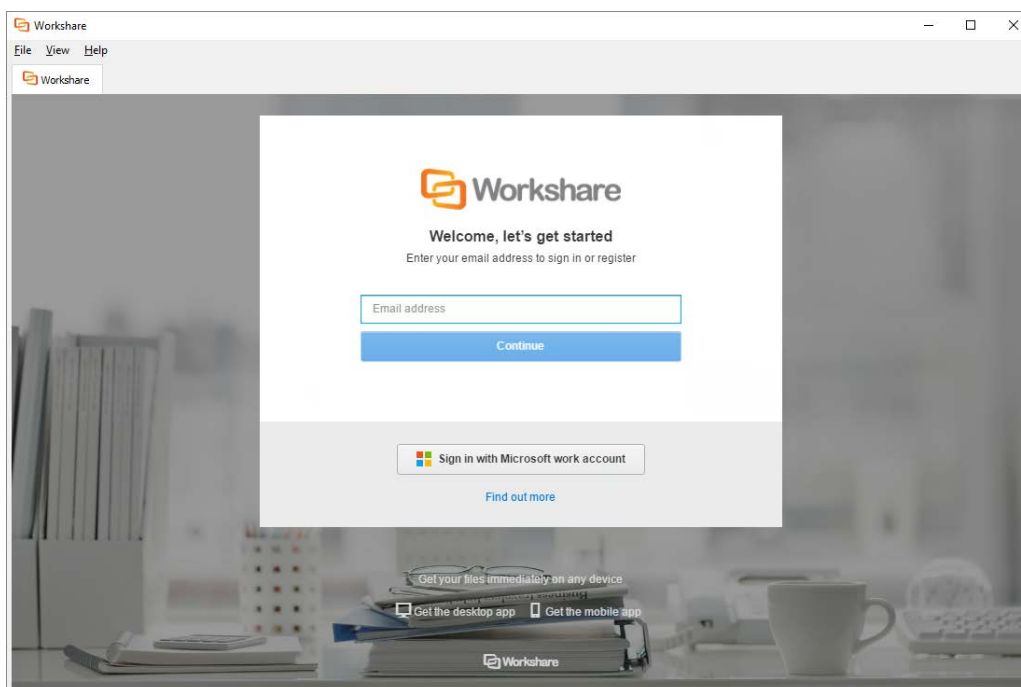 Workshare
File View Help
Workshare
Workshare
Welcome, let's get started
Enter your email address to sign in or register
Email address
Continue
Sign in with Microsoft work account
Find out more
Get your files immediately on any device
Get the desktop app Get the mobile app
Workshare